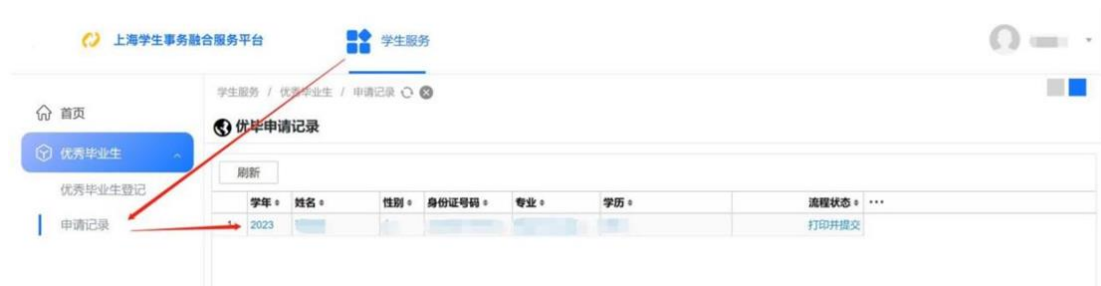 上海学生事务融合服务平台
学生服务
学生服务 / 优秀毕业生 / 申请记录
首页
优毕申请记录
优秀毕业生
刷新
优秀毕业生登记
学年 姓名 性别 身份证号码 专业 学历 流程状态 ···
申请记录
1 2023 打印并提交